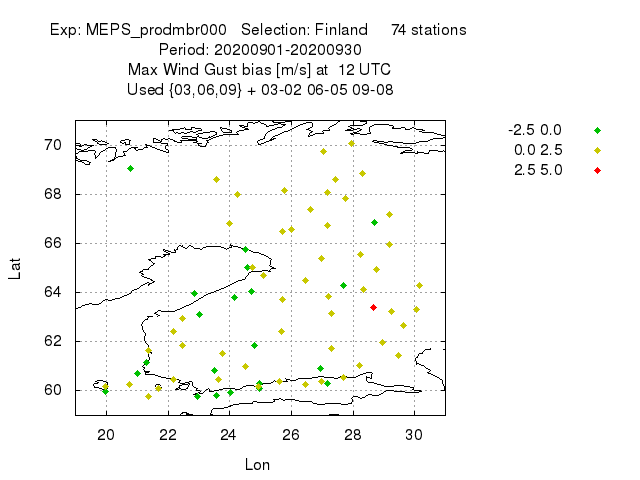 Exp: MEPS_prodmbr000 Selection: Finland 74 stations
Period: 20200901-20200930
Max Wind Gust bias [m/s] at 12 UTC
Used {03,06,09} + 03-02 06-05 09-08
-2.5 0.0
0.0 2.5
2.5 5.0
70
68
66
64
62
60
Lat
20 22 24 26 28 30
Lon